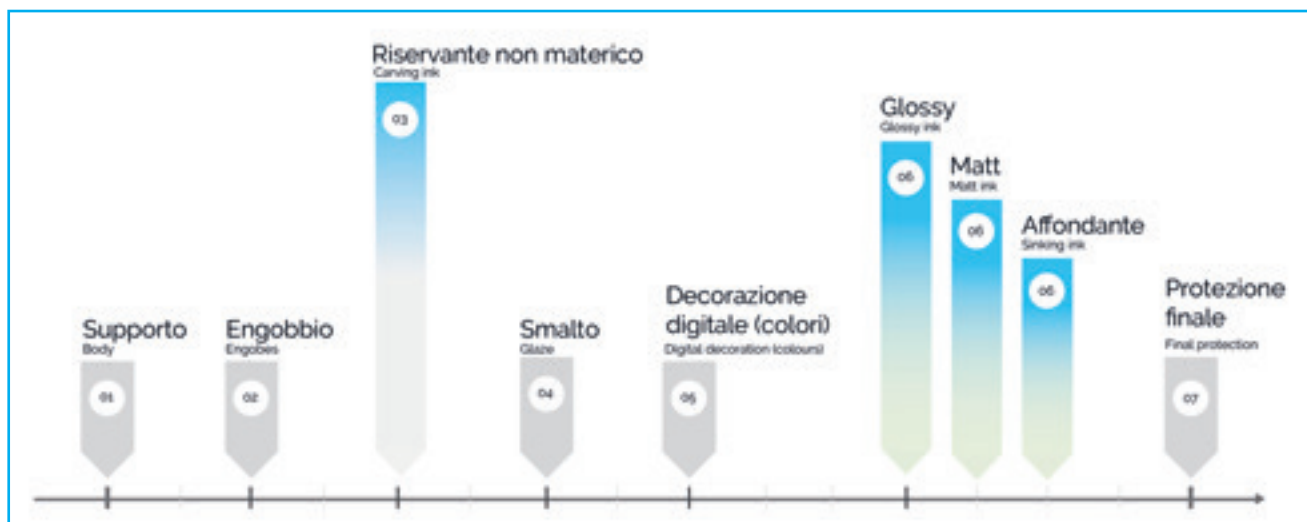 Riservante non materico
Carving ink
03
Glossy
Glossy ink
06
Matt
Matt ink
06
Affondante
Sinking ink
06
Supporto
Body
01
Engobbio
Engobes
02
Smalto
Glaze
04
Decorazione
digitale (colori)
Digital decoration (colours)
05
Protezione
finale
Final protection
07